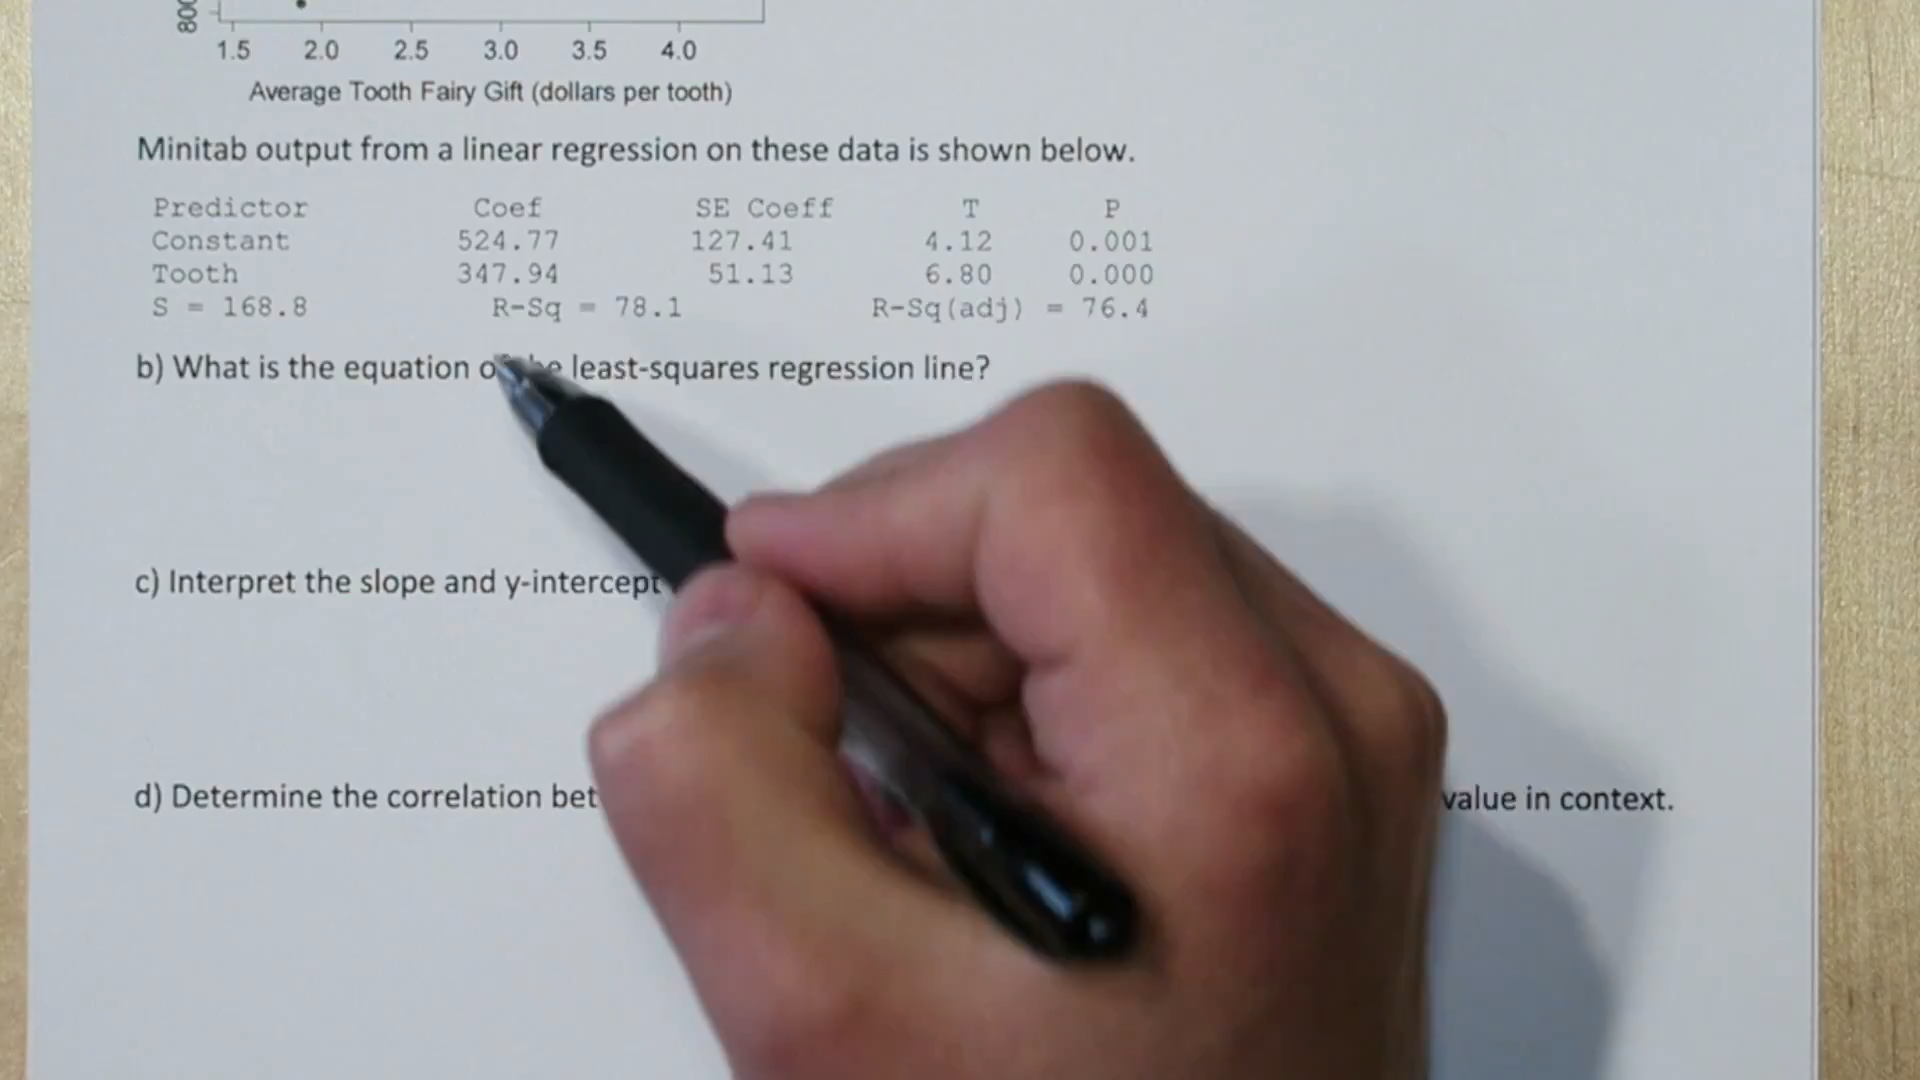 800
1.5 2.0 2.5 3.0 3.5 4.0
Average Tooth Fairy Gift (dollars per tooth)
Minitab output from a linear regression on these data is shown below.
Predictor Coef SE Coeff T P
Constant 524.77 127.41 4.12 0.001
Tooth 347.94 51.13 6.80 0.000
S = 168.8 R-Sq = 78.1 R-Sq(adj) = 76.4
b) What is the equation least-squares regression line?
c) Interpret the slope and y-intercept
d) Determine the correlation value in context.